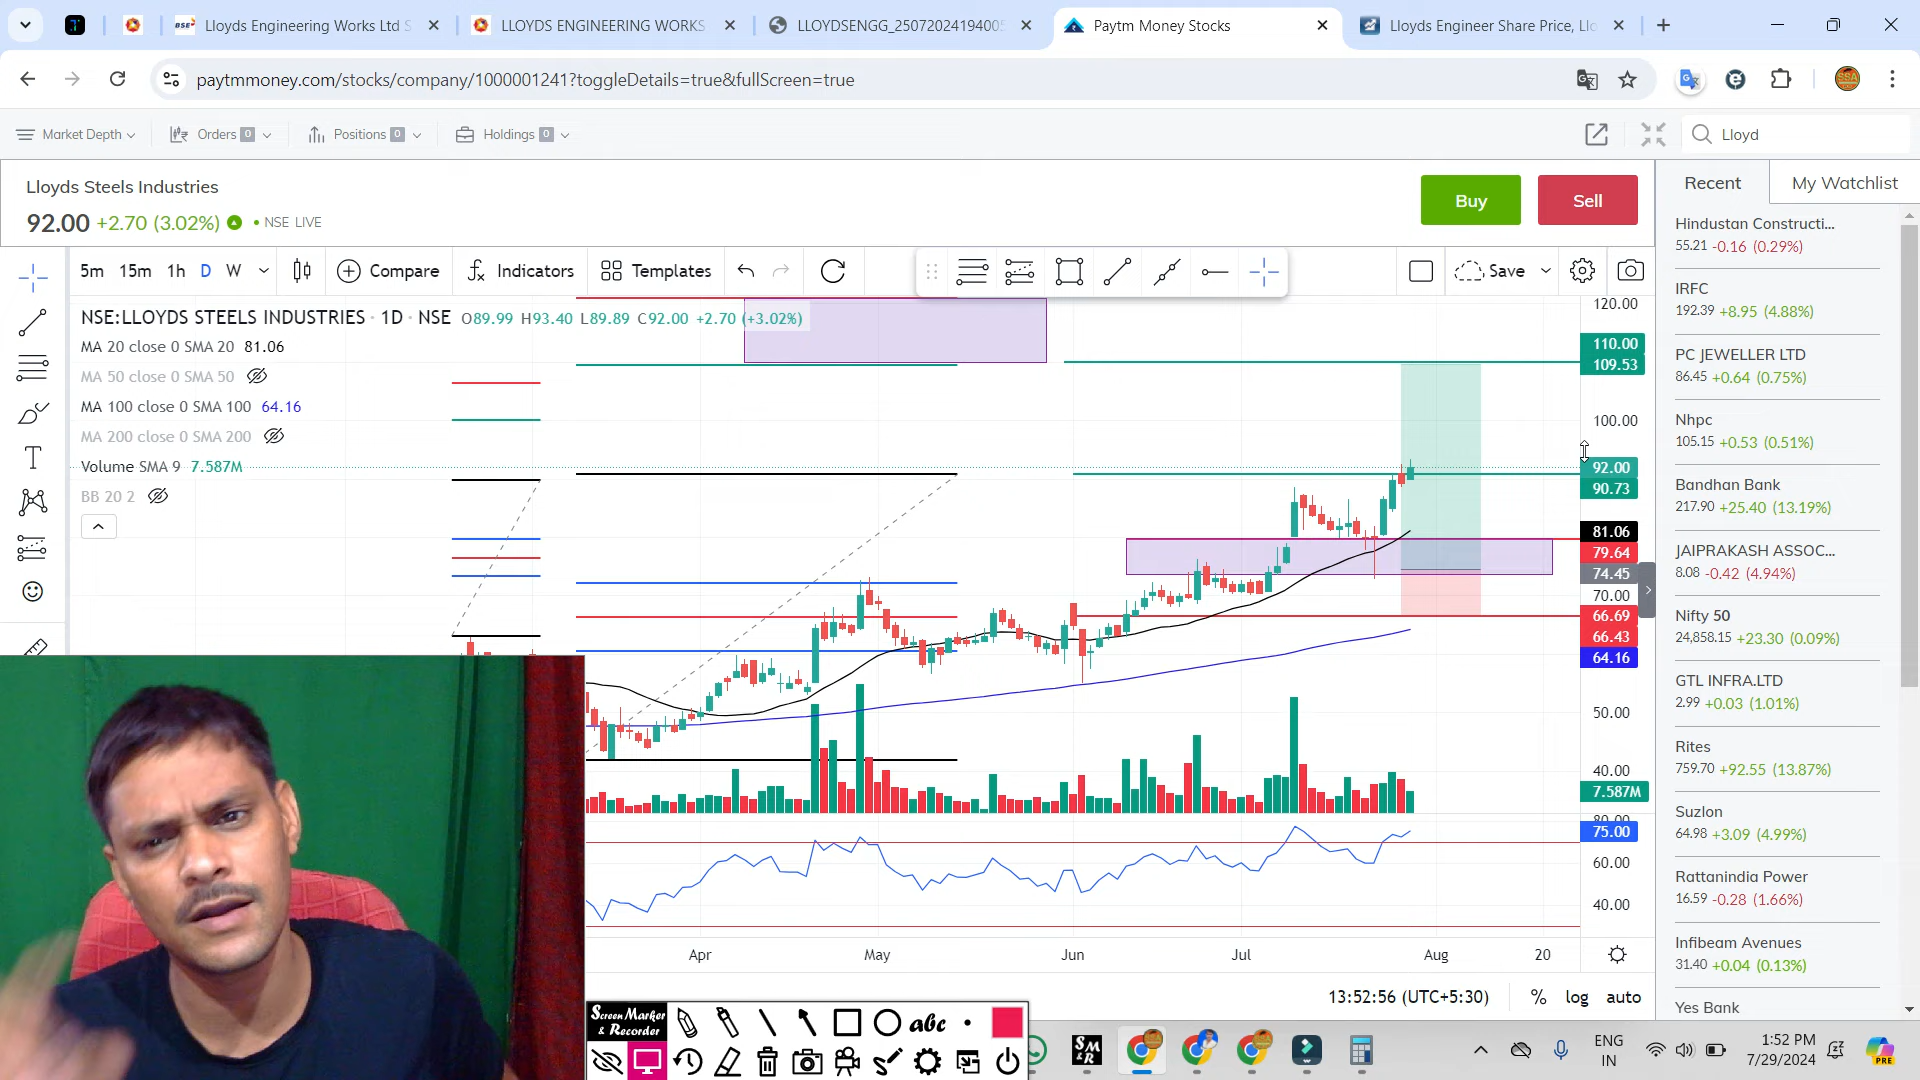 Lloyds Engineering Works Ltd S
LLOYDS ENGINEERING WORKS
LLOYDSENGG_25072024194005
Paytm Money Stocks
Lloyds Engineer Share Price, Llo
paytmmoney.com/stocks/company/1000001241?toggleDetails=true&fullScreen=true
Market Depth
Orders 0
Positions 0
Holdings 0
Lloyd
Lloyds Steels Industries
92.00 +2.70 (3.02%) • NSE LIVE
Buy
Sell
Recent
My Watchlist
5m 15m 1h D W
Compare
Indicators
Templates
Save
NSE:LLOYDS STEELS INDUSTRIES · 1D · NSE O89.99 H93.40 L89.89 C92.00 +2.70 (+3.02%)
MA 20 close 0 SMA 20 81.06
MA 50 close 0 SMA 50
MA 100 close 0 SMA 100 64.16
MA 200 close 0 SMA 200
Volume SMA 9 7.587M
BB 20 2
120.00
110.00
109.53
100.00
92.00
90.73
81.06
79.64
74.45
70.00
66.69
66.43
64.16
50.00
40.00
7.587M
80.00
75.00
60.00
40.00
Apr May Jun Jul Aug 20
13:52:56 (UTC+5:30) % log auto
Hindustan Constructi...
55.21 -0.16 (0.29%)
IRFC
192.39 +8.95 (4.88%)
PC JEWELLER LTD
86.45 +0.64 (0.75%)
Nhpc
105.15 +0.53 (0.51%)
Bandhan Bank
217.90 +25.40 (13.19%)
JAIPRAKASH ASSOC...
8.08 -0.42 (4.94%)
Nifty 50
24,858.15 +23.30 (0.09%)
GTL INFRA.LTD
2.99 +0.03 (1.01%)
Rites
759.70 +92.55 (13.87%)
Suzlon
64.98 +3.09 (4.99%)
Rattanindia Power
16.59 -0.28 (1.66%)
Infibeam Avenues
31.40 +0.04 (0.13%)
Yes Bank
Screen Marker
& Recorder
abc
ENG
IN
1:52 PM
7/29/2024
PRE